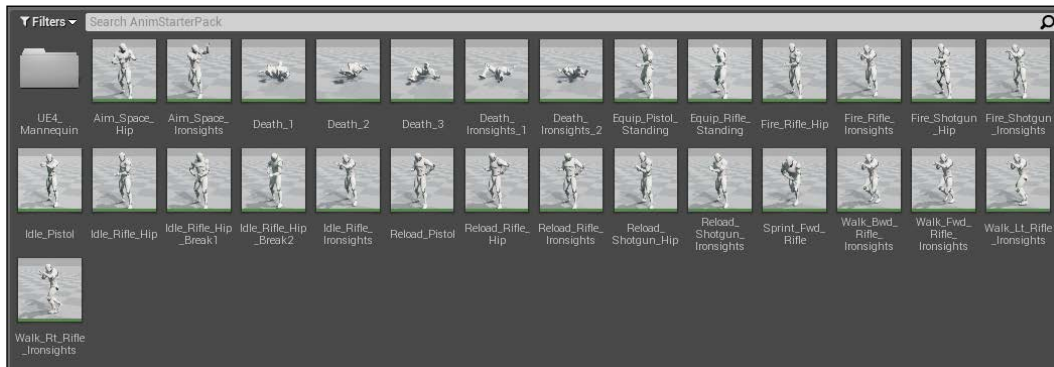 Filters
Search AnimStarterPack
UE4_
Mannequin
Aim_Space_
Hip
Aim_Space_
Ironsights
Death_1
Death_2
Death_3
Death_
Ironsights_1
Death_
Ironsights_2
Equip_Pistol_
Standing
Equip_Rifle_
Standing
Fire_Rifle_Hip
Fire_Rifle_
Ironsights
Fire_Shotgun
_Hip
Fire_Shotgun
_Ironsights
Idle_Pistol
Idle_Rifle_Hip
Idle_Rifle_Hip
_Break1
Idle_Rifle_Hip
_Break2
Idle_Rifle_
Ironsights
Reload_Pistol
Reload_Rifle_
Hip
Reload_Rifle_
Ironsights
Reload_
Shotgun_Hip
Reload_
Shotgun_
Ironsights
Sprint_Fwd_
Rifle
Walk_Bwd_
Rifle_
Ironsights
Walk_Fwd_
Rifle_
Ironsights
Walk_Lt_Rifle
_Ironsights
Walk_Rt_Rifle
_Ironsights